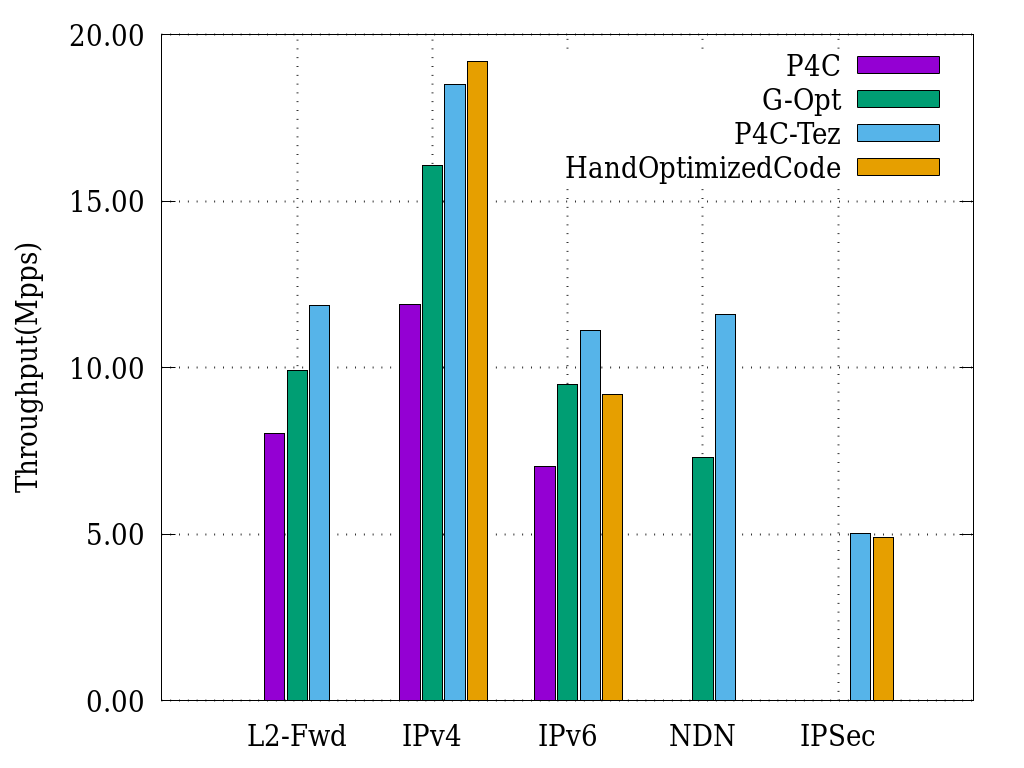 20.00
15.00
10.00
5.00
0.00
Throughput(Mpps)
P4C
G-Opt
P4C-Tez
HandOptimizedCode
L2-Fwd IPv4 IPv6 NDN IPSec